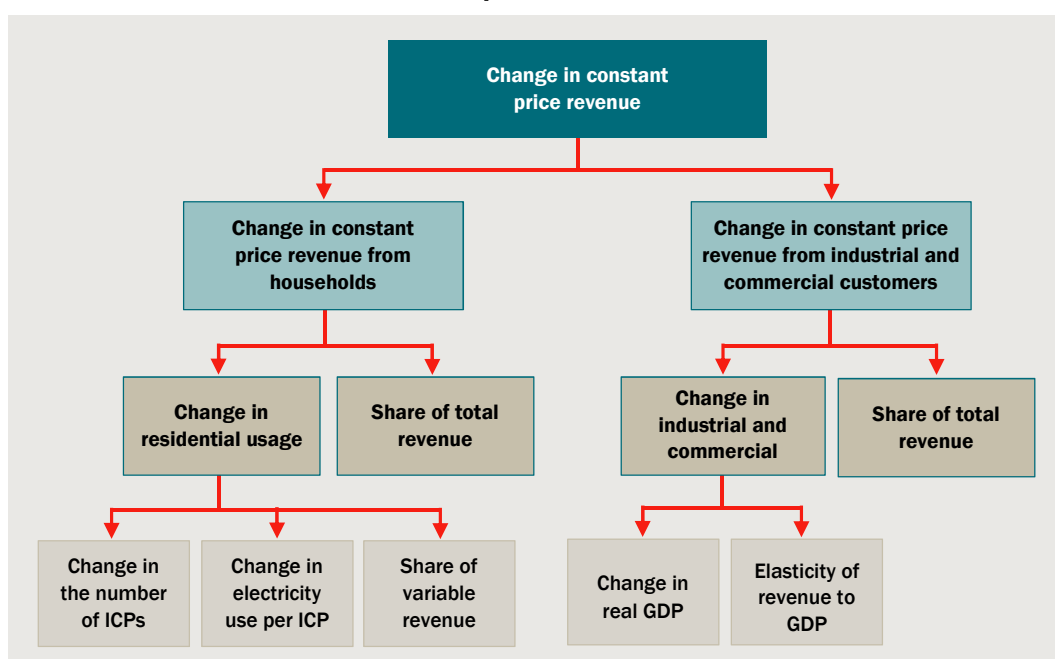 Change in constant
price revenue
Change in constant
price revenue from
households
Change in constant price
revenue from industrial and
commercial customers
Change in
residential usage
Share of total
revenue
Change in
industrial and
commercial
Share of total
revenue
Change in
the number
of ICPs
Change in
electricity
use per ICP
Share of
variable
revenue
Change in
real GDP
Elasticity of
revenue to
GDP